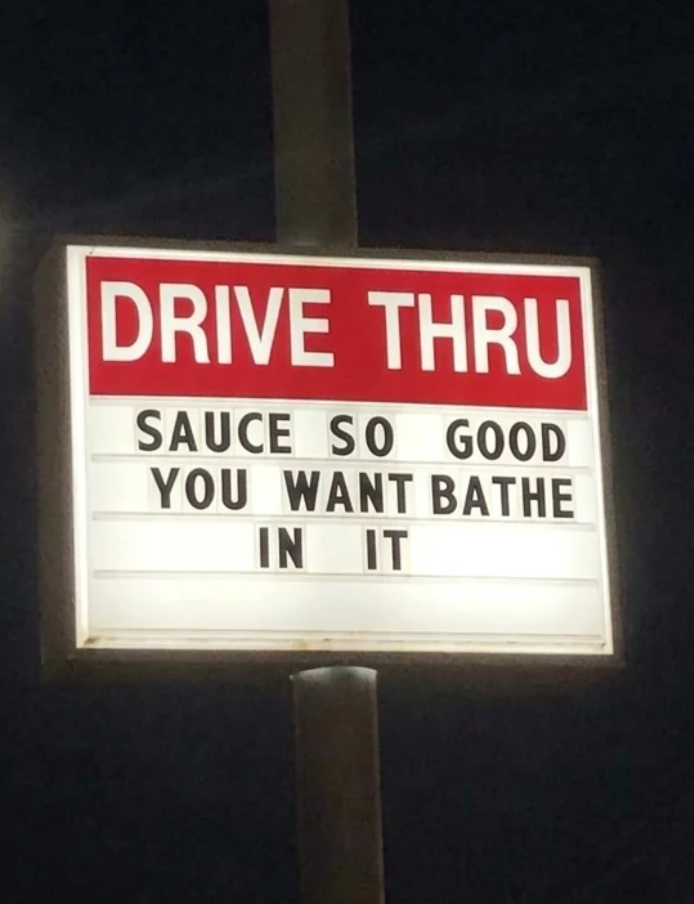 DRIVE THRU
SAUCE SO GOOD
YOU WANT BATHE
IN IT